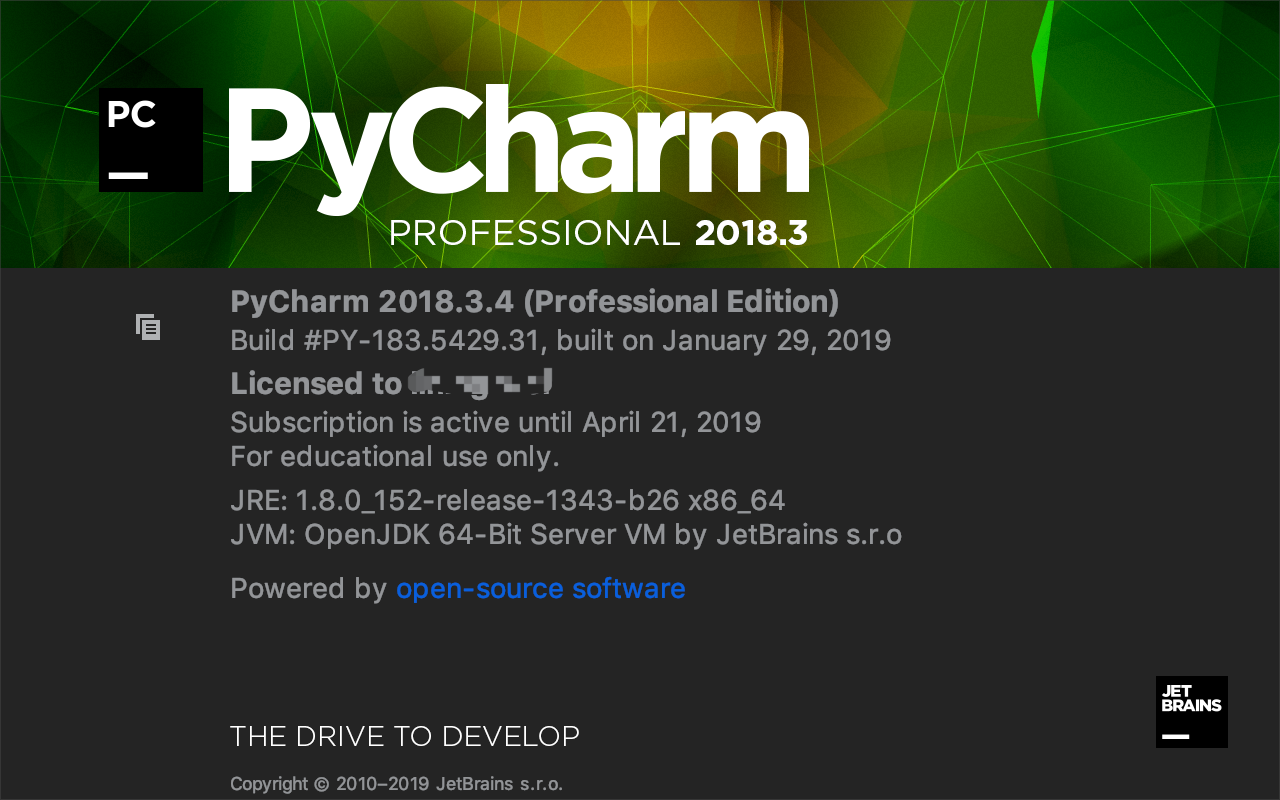 PC
PyCharm
PROFESSIONAL 2018.3
PyCharm 2018.3.4 (Professional Edition)
Build #PY-183.5429.31, built on January 29, 2019
Licensed to
Subscription is active until April 21, 2019
For educational use only.
JRE: 1.8.0_152-release-1343-b26 x86_64
JVM: OpenJDK 64-Bit Server VM by JetBrains s.r.o
Powered by open-source software
JET
BRAINS
THE DRIVE TO DEVELOP
Copyright © 2010–2019 JetBrains s.r.o.